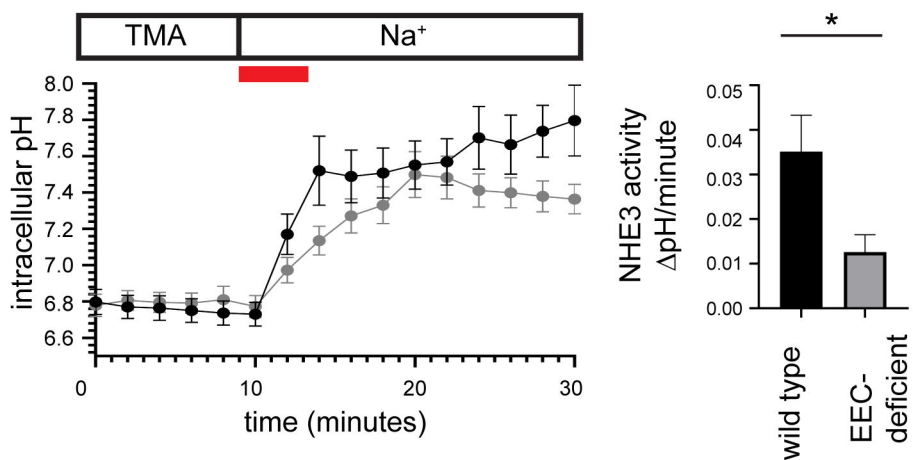 TMA
Na⁺
8.0
7.8
7.6
7.4
7.2
7.0
6.8
6.6
intracellular pH
0
10
20
30
time (minutes)
*
NHE3 activity
ΔpH/minute
0.05
0.04
0.03
0.02
0.01
0.00
wild type
EEC-
deficient